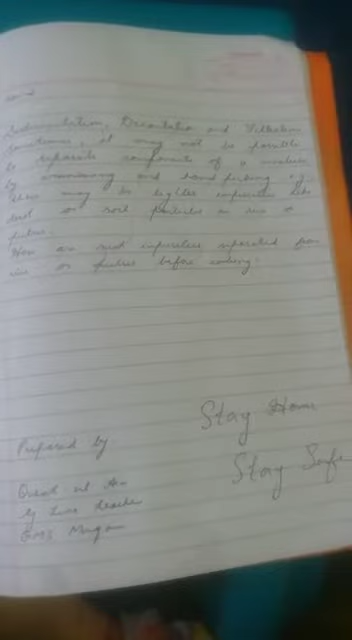 Sedimentation, Decantation and Filtration
Sometimes, it may not be possible
to separate components of a mixture
by winnowing and hand picking e.g.
there may be lighter impurities like
dust or soil particles in rice or
pulses.
How are such impurities separated from
rice or pulses before cooking.
Stay Home
Stay Safe
Prepared by